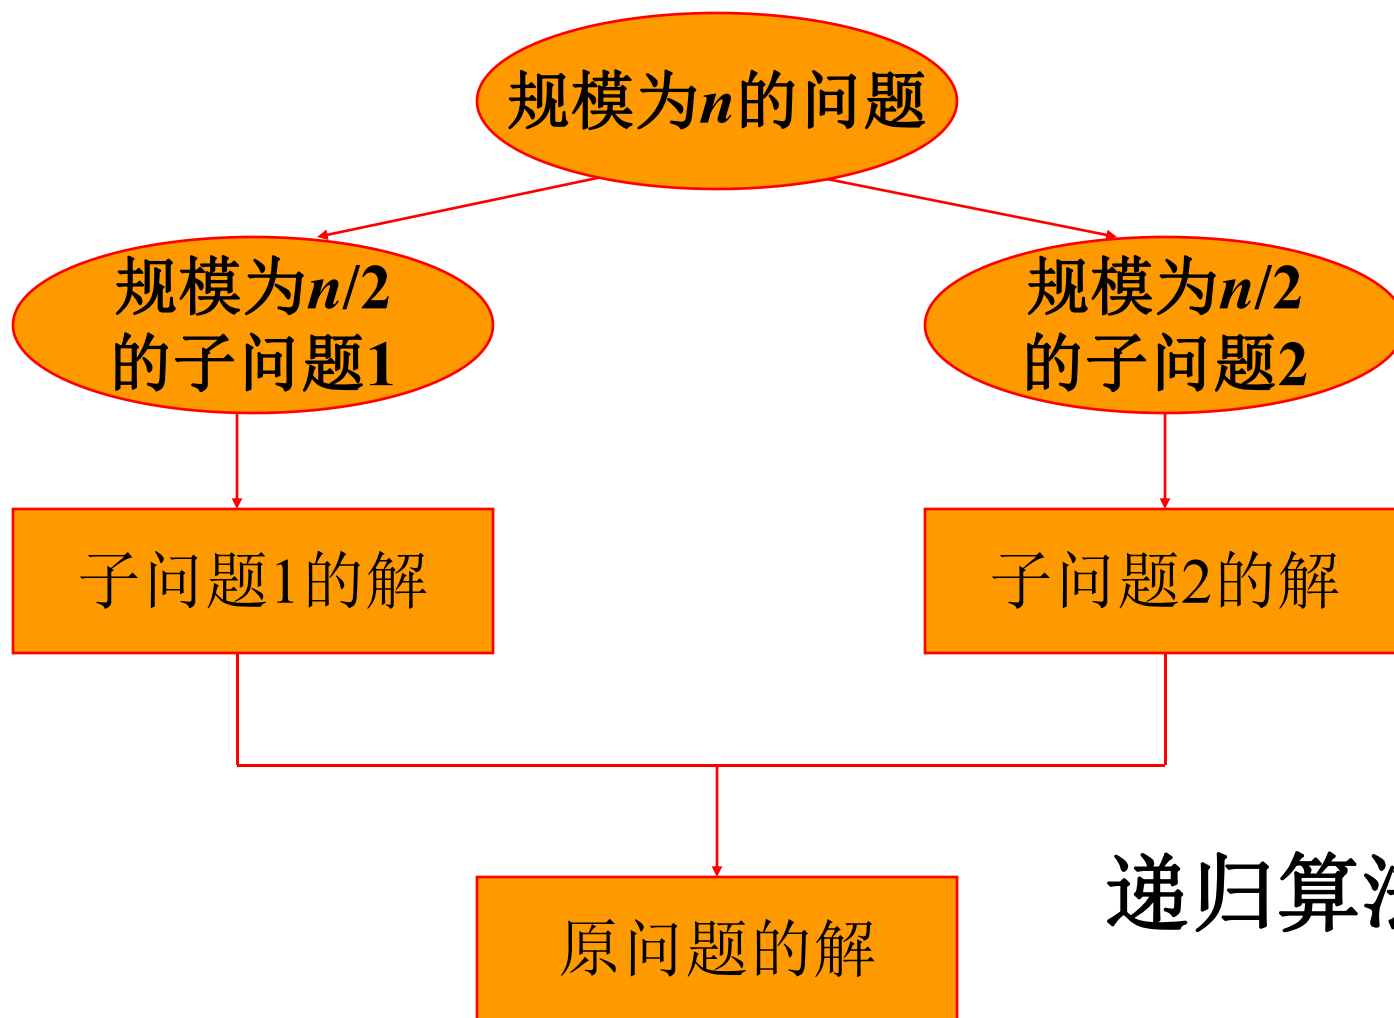 规模为n的问题
规模为n/2
的子问题1
规模为n/2
的子问题2
子问题1的解
子问题2的解
递归算法
原问题的解